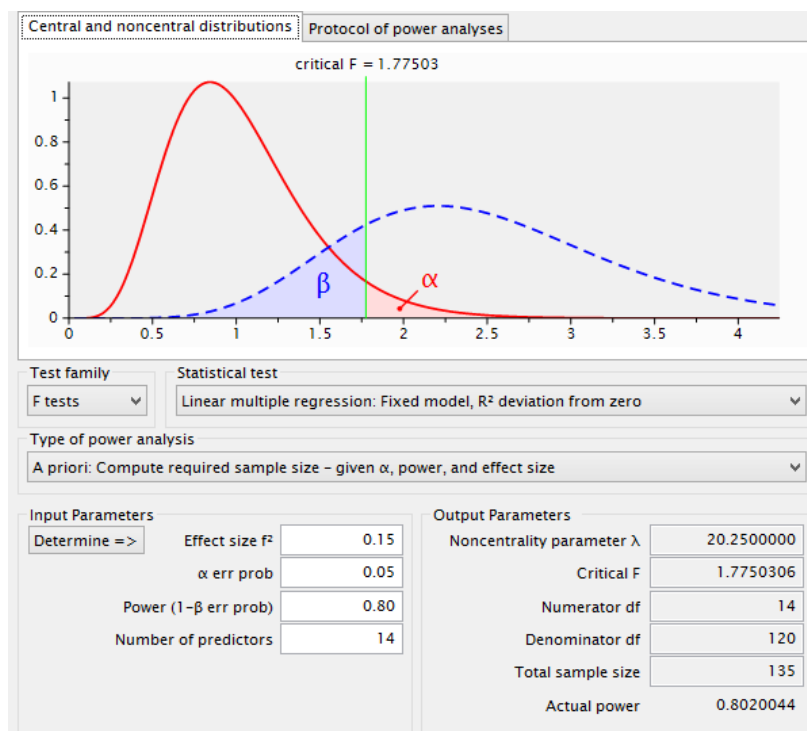 Central and noncentral distributions Protocol of power analyses
critical F = 1.77503
1
0.8
0.6
0.4
0.2
0
β
α
0 0.5 1 1.5 2 2.5 3 3.5 4
Test family
F tests
Statistical test
Linear multiple regression: Fixed model, R² deviation from zero
Type of power analysis
A priori: Compute required sample size – given α, power, and effect size
Input Parameters
Determine =>
Effect size f² 0.15
α err prob 0.05
Power (1-β err prob) 0.80
Number of predictors 14
Output Parameters
Noncentrality parameter λ 20.2500000
Critical F 1.7750306
Numerator df 14
Denominator df 120
Total sample size 135
Actual power 0.8020044